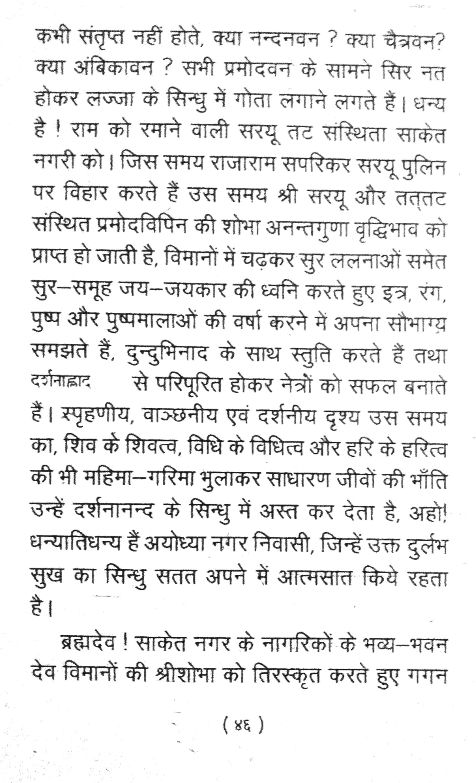 कभी संतृप्त नहीं होते, क्या नन्दनवन ? क्या चैत्रवन?
क्या अंबिकावन ? सभी प्रमोदवन के सामने सिर नत
होकर लज्जा के सिन्धु में गोता लगाने लगते हैं। धन्य
है ! राम को रमाने वाली सरयू तट संस्थिता साकेत
नगरी को। जिस समय राजाराम सपरिकर सरयू पुलिन
पर विहार करते हैं उस समय श्री सरयू और तत्तट
संस्थित प्रमोदविपिन की शोभा अनन्तगुणा वृद्धिभाव को
प्राप्त हो जाती है, विमानों में चढ़कर सुर ललनाओं समेत
सुर–समूह जय–जयकार की ध्वनि करते हुए इत्र, रंग,
पुष्प और पुष्पमालाओं की वर्षा करने में अपना सौभाग्य
समझते हैं, दुन्दुभिनाद के साथ स्तुति करते हैं तथा
दर्शनाह्लाद से परिपूरित होकर नेत्रों को सफल बनाते
हैं। स्पृहणीय, वाञ्छनीय एवं दर्शनीय दृश्य उस समय
का, शिव के शिवत्व, विधि के विधित्व और हरि के हरित्व
की भी महिमा–गरिमा भुलाकर साधारण जीवों की भाँति
उन्हें दर्शनानन्द के सिन्धु में अस्त कर देता है, अहो!
धन्यातिधन्य हैं अयोध्या नगर निवासी, जिन्हें उक्त दुर्लभ
सुख का सिन्धु सतत अपने में आत्मसात किये रहता
है।
ब्रह्मदेव ! साकेत नगर के नागरिकों के भव्य–भवन
देव विमानों की श्रीशोभा को तिरस्कृत करते हुए गगन
( ४६ )